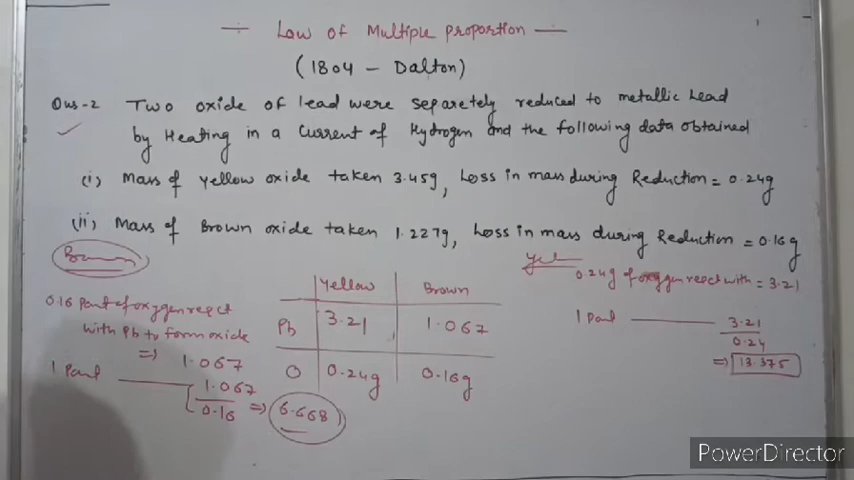 Law of Multiple proportion
(1804 - Dalton)
Ous-2 Two oxide of lead were separetely reduced to metallic Lead
by Heating in a current of Hydrogen and the following data obtained
(i) Mass of yellow oxide taken 3.45g, Loss in mass during Reduction = 0.24g
(ii) Mass of Brown oxide taken 1.227g, Loss in mass during Reduction = 0.16g
Brown
0.16 Part of oxygen react
with Pb to form oxide
=> 1.067
1 Part
1.067
0.16 => 6.668
Yellow Brown
Pb 3.21 1.067
O 0.24g 0.16g
0.24g of oxygen react with = 3.21
1 Part 3.21
0.24
=> 13.375
PowerDirector